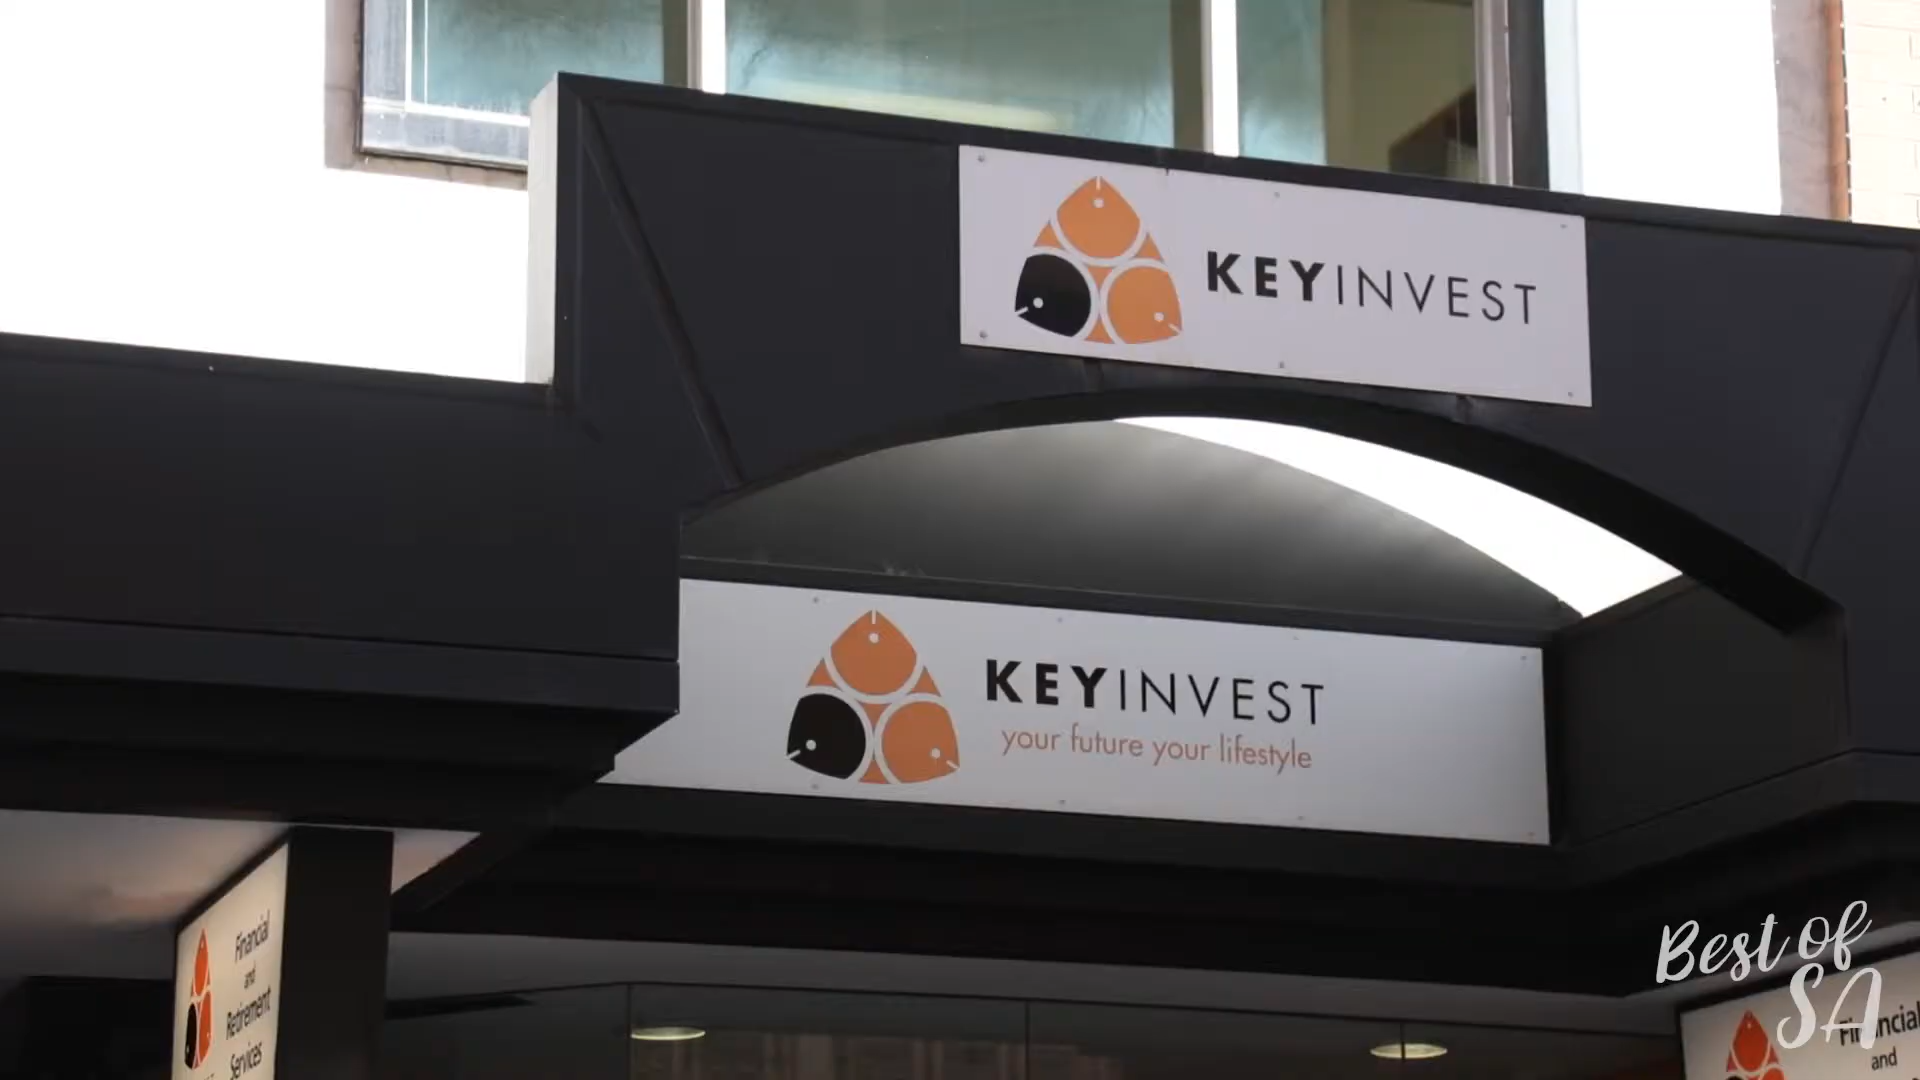 KEYINVEST
KEYINVEST
your future your lifestyle
Financial
and
Retirement
Services
Best of
SA
Financial
and